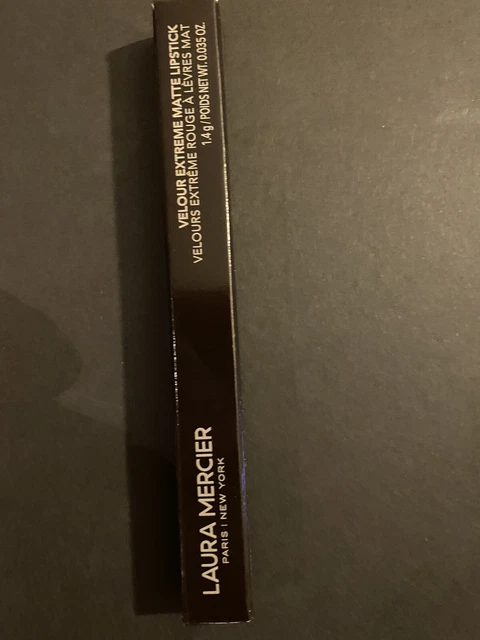 LAURA MERCIER
PARIS | NEW YORK
VELOUR EXTREME MATTE LIPSTICK
VELOURS EXTRÊME ROUGE À LÈVRES MAT
1,4 g / POIDS NET WT. 0.035 OZ.